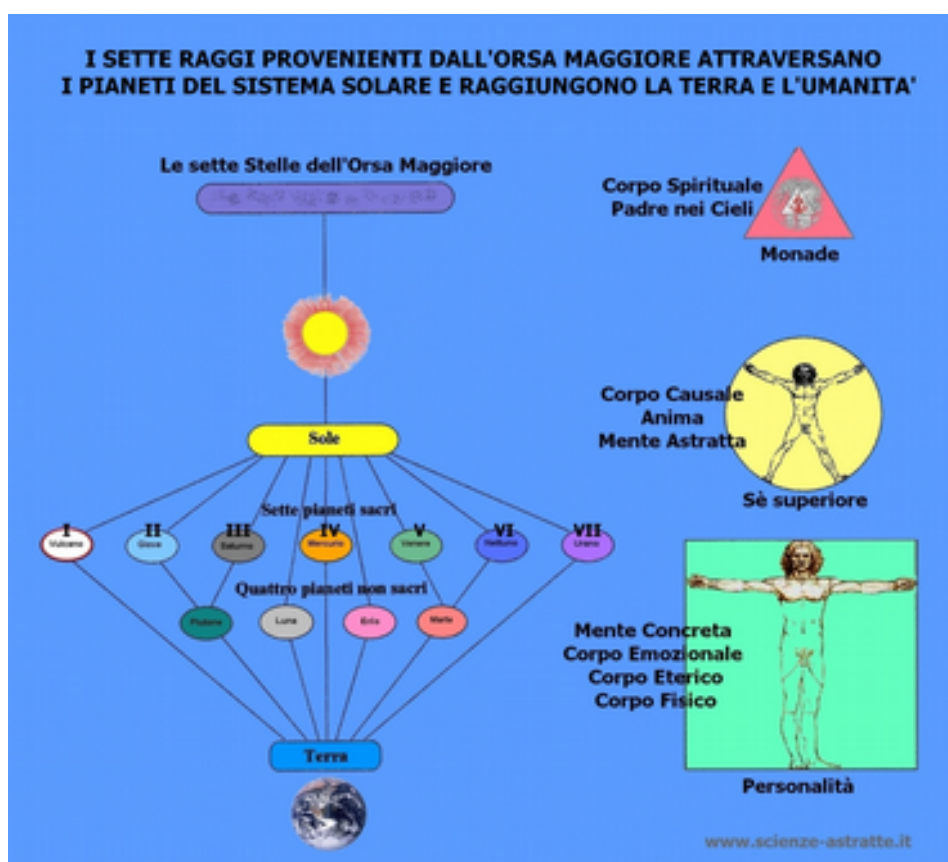 I SETTE RAGGI PROVENIENTI DALL'ORSA MAGGIORE ATTRAVERSANO
I PIANETI DEL SISTEMA SOLARE E RAGGIUNGONO LA TERRA E L'UMANITA'
Le sette Stelle dell'Orsa Maggiore
Corpo Spirituale
Padre nei Cieli
Monade
Corpo Causale
Anima
Mente Astratta
Sè superiore
Sole
Sette pianeti sacri
I II III IV V VI VII
Vulcano Giove Saturno Mercurio Venere Nettuno Urano
Quattro pianeti non sacri
Plutone Luna Eris Marte
Mente Concreta
Corpo Emozionale
Corpo Eterico
Corpo Fisico
Personalità
Terra
www.scienze-astratte.it